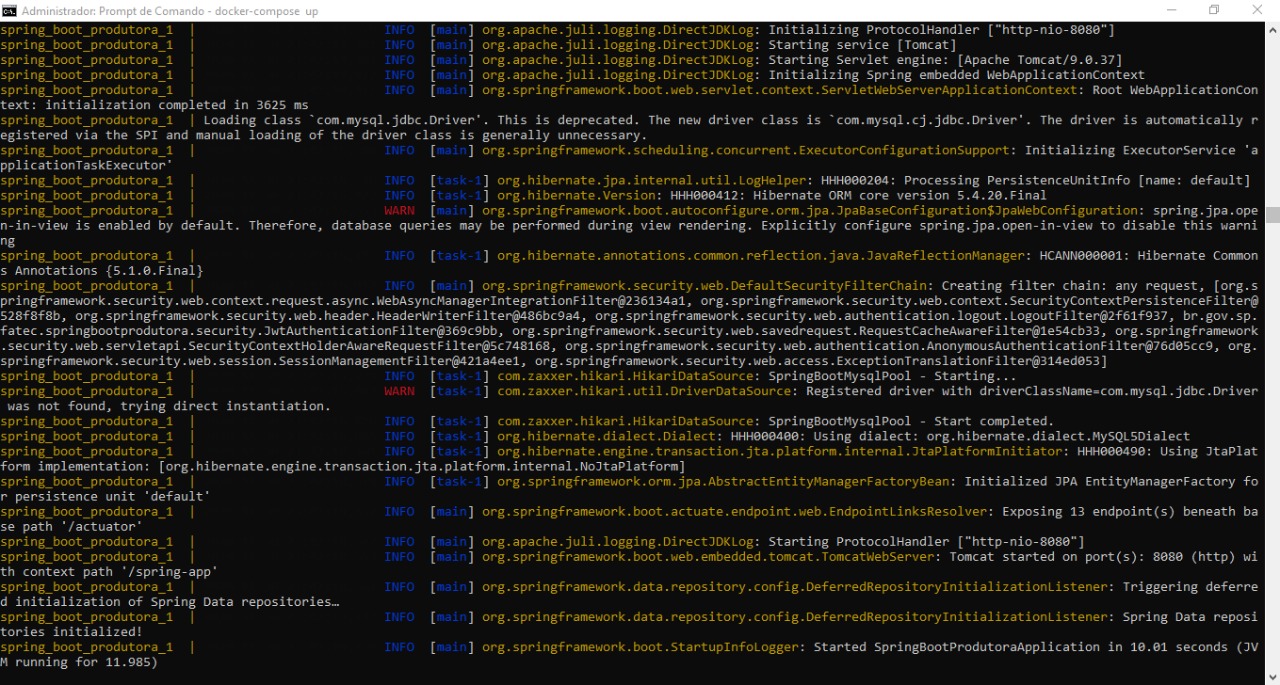 Administrador: Prompt de Comando - docker-compose  up
spring_boot_produtora_1  |                         INFO  [main] org.apache.juli.logging.DirectJDKLog: Initializing ProtocolHandler ["http-nio-8080"]
spring_boot_produtora_1  |                         INFO  [main] org.apache.juli.logging.DirectJDKLog: Starting service [Tomcat]
spring_boot_produtora_1  |                         INFO  [main] org.apache.juli.logging.DirectJDKLog: Starting Servlet engine: [Apache Tomcat/9.0.37]
spring_boot_produtora_1  |                         INFO  [main] org.apache.juli.logging.DirectJDKLog: Initializing Spring embedded WebApplicationContext
spring_boot_produtora_1  |                         INFO  [main] org.springframework.boot.web.servlet.context.ServletWebServerApplicationContext: Root WebApplicationCon
text: initialization completed in 3625 ms
spring_boot_produtora_1  | Loading class `com.mysql.jdbc.Driver'. This is deprecated. The new driver class is `com.mysql.cj.jdbc.Driver'. The driver is automatically r
egistered via the SPI and manual loading of the driver class is generally unnecessary.
spring_boot_produtora_1  |                         INFO  [main] org.springframework.scheduling.concurrent.ExecutorConfigurationSupport: Initializing ExecutorService 'a
pplicationTaskExecutor'
spring_boot_produtora_1  |                         INFO  [task-1] org.hibernate.jpa.internal.util.LogHelper: HHH000204: Processing PersistenceUnitInfo [name: default]
spring_boot_produtora_1  |                         INFO  [task-1] org.hibernate.Version: HHH000412: Hibernate ORM core version 5.4.20.Final
spring_boot_produtora_1  |                         WARN  [main] org.springframework.boot.autoconfigure.orm.jpa.JpaBaseConfiguration$JpaWebConfiguration: spring.jpa.ope
n-in-view is enabled by default. Therefore, database queries may be performed during view rendering. Explicitly configure spring.jpa.open-in-view to disable this warni
ng
spring_boot_produtora_1  |                         INFO  [task-1] org.hibernate.annotations.common.reflection.java.JavaReflectionManager: HCANN000001: Hibernate Common
s Annotations {5.1.0.Final}
spring_boot_produtora_1  |                         INFO  [main] org.springframework.security.web.DefaultSecurityFilterChain: Creating filter chain: any request, [org.s
pringframework.security.web.context.request.async.WebAsyncManagerIntegrationFilter@236134a1, org.springframework.security.web.context.SecurityContextPersistenceFilter@
528f8f8b, org.springframework.security.web.header.HeaderWriterFilter@486bc9a4, org.springframework.security.web.authentication.logout.LogoutFilter@2f61f937, br.gov.sp.
fatec.springbootprodutora.security.JwtAuthenticationFilter@369c9bb, org.springframework.security.web.savedrequest.RequestCacheAwareFilter@1e54cb33, org.springframework
.security.web.servletapi.SecurityContextHolderAwareRequestFilter@5c748168, org.springframework.security.web.authentication.AnonymousAuthenticationFilter@76d05cc9, org.
springframework.security.web.session.SessionManagementFilter@421a4ee1, org.springframework.security.web.access.ExceptionTranslationFilter@314ed053]
spring_boot_produtora_1  |                         INFO  [task-1] com.zaxxer.hikari.HikariDataSource: SpringBootMysqlPool - Starting...
spring_boot_produtora_1  |                         WARN  [task-1] com.zaxxer.hikari.util.DriverDataSource: Registered driver with driverClassName=com.mysql.jdbc.Driver
 was not found, trying direct instantiation.
spring_boot_produtora_1  |                         INFO  [task-1] com.zaxxer.hikari.HikariDataSource: SpringBootMysqlPool - Start completed.
spring_boot_produtora_1  |                         INFO  [task-1] org.hibernate.dialect.Dialect: HHH000400: Using dialect: org.hibernate.dialect.MySQL5Dialect
spring_boot_produtora_1  |                         INFO  [task-1] org.hibernate.engine.transaction.jta.platform.internal.JtaPlatformInitiator: HHH000490: Using JtaPlat
form implementation: [org.hibernate.engine.transaction.jta.platform.internal.NoJtaPlatform]
spring_boot_produtora_1  |                         INFO  [task-1] org.springframework.orm.jpa.AbstractEntityManagerFactoryBean: Initialized JPA EntityManagerFactory fo
r persistence unit 'default'
spring_boot_produtora_1  |                         INFO  [main] org.springframework.boot.actuate.endpoint.web.EndpointLinksResolver: Exposing 13 endpoint(s) beneath ba
se path '/actuator'
spring_boot_produtora_1  |                         INFO  [main] org.apache.juli.logging.DirectJDKLog: Starting ProtocolHandler ["http-nio-8080"]
spring_boot_produtora_1  |                         INFO  [main] org.springframework.boot.web.embedded.tomcat.TomcatWebServer: Tomcat started on port(s): 8080 (http) wi
th context path '/spring-app'
spring_boot_produtora_1  |                         INFO  [main] org.springframework.data.repository.config.DeferredRepositoryInitializationListener: Triggering deferre
d initialization of Spring Data repositories…
spring_boot_produtora_1  |                         INFO  [main] org.springframework.data.repository.config.DeferredRepositoryInitializationListener: Spring Data reposi
tories initialized!
spring_boot_produtora_1  |                         INFO  [main] org.springframework.boot.StartupInfoLogger: Started SpringBootProdutoraApplication in 10.01 seconds (JV
M running for 11.985)